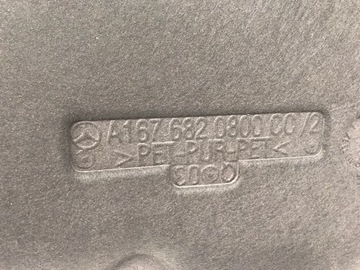 A167 682 0800 CC /2
> PET-PUR-PET <